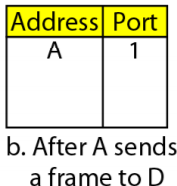 Address Port
A 1
b. After A sends
a frame to D